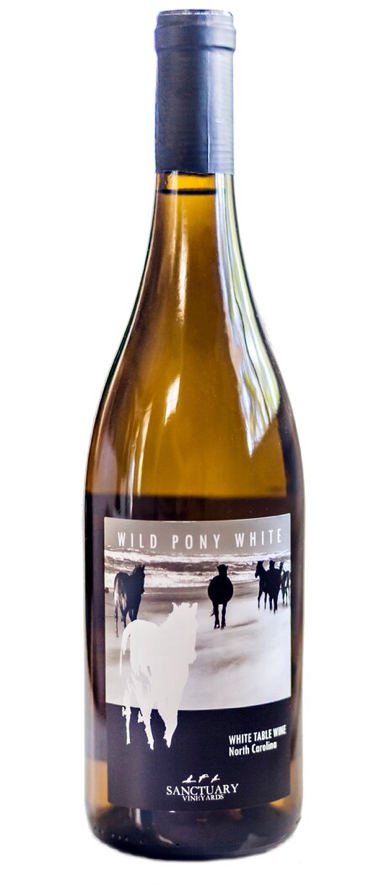 WILD PONY WHITE
WHITE TABLE WINE
North Carolina
SANCTUARY
VINEYARDS